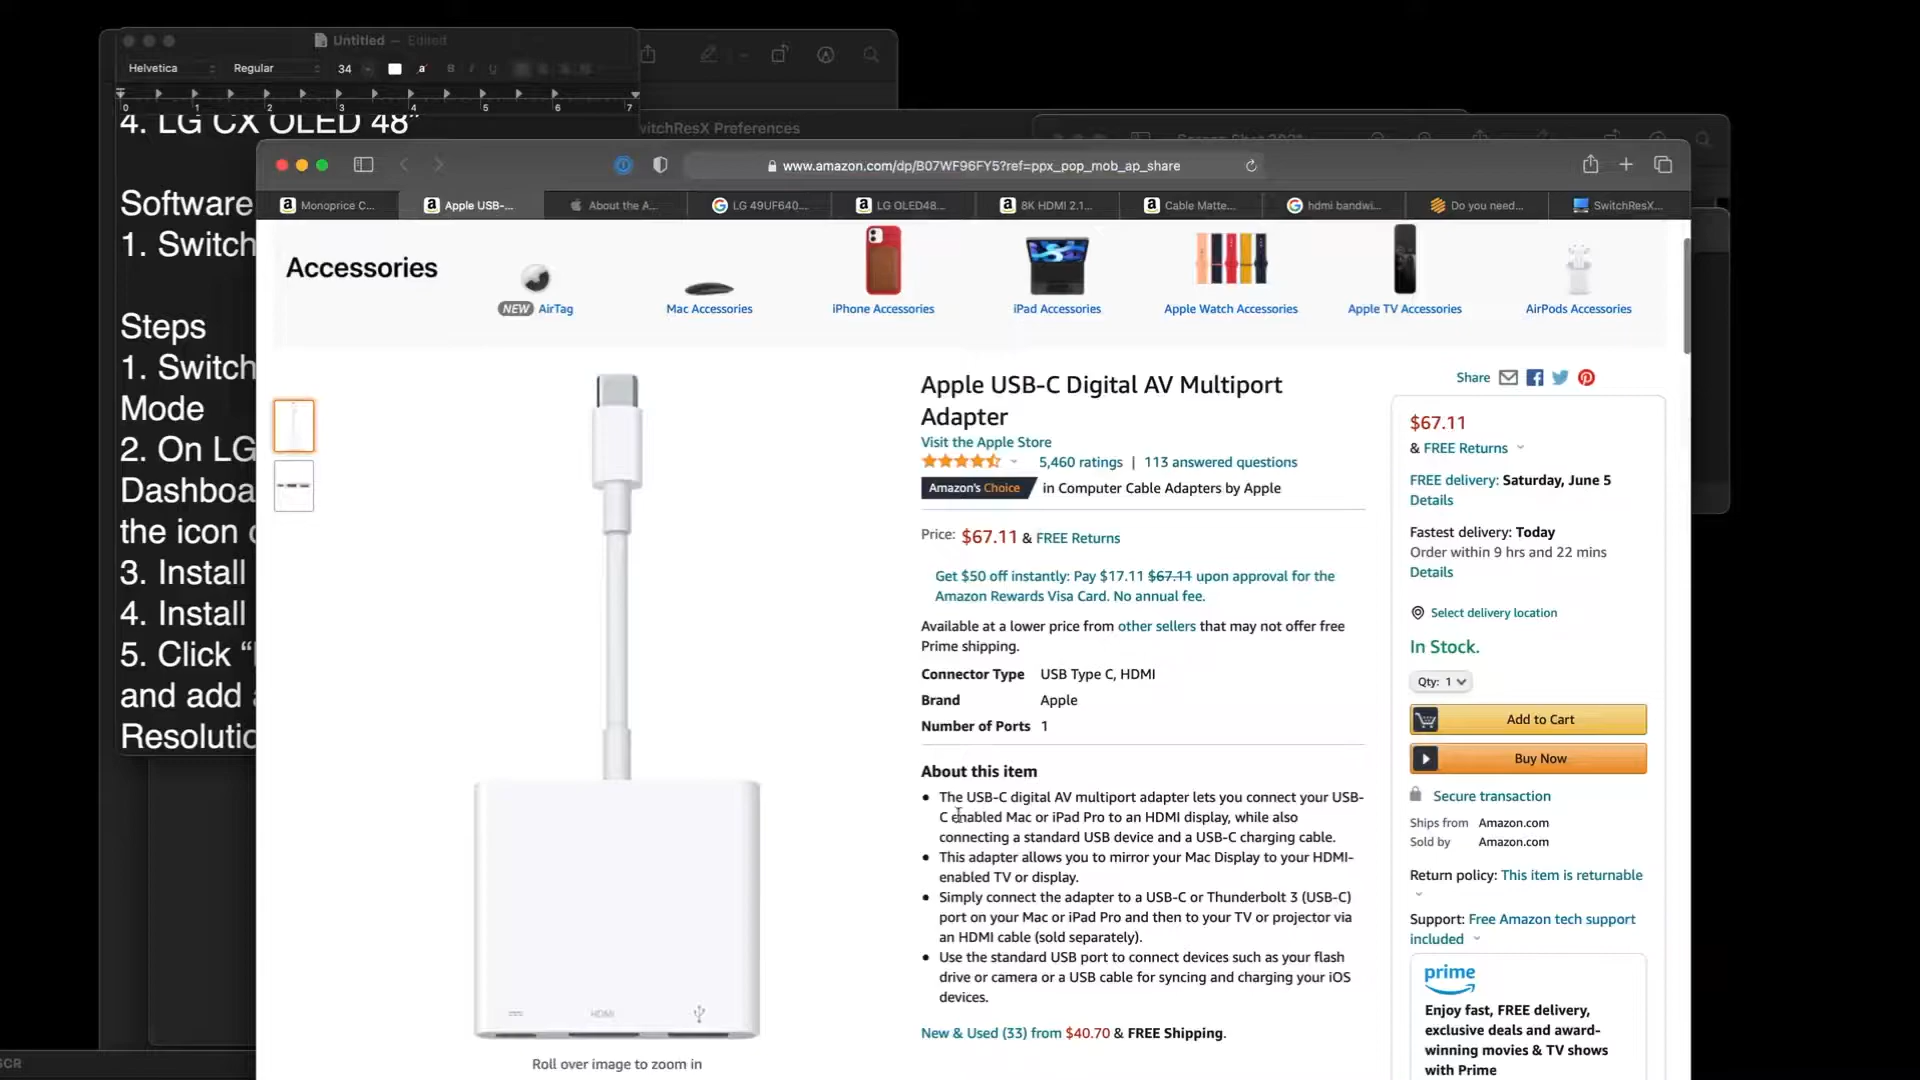 Untitled — Edited
Helvetica
Regular
34
0 1 2 3 4 5 6 7
4. LG CX OLED 48"
Software
1. Switch
Steps
1. Switch
Mode
2. On LG
Dashboa
the icon
3. Install
4. Install
5. Click “
and add
Resolutio
witchResX Preferences
www.amazon.com/dp/B07WF96FY5?ref=ppx_pop_mob_ap_share
Monoprice C...
Apple USB-...
About the A...
LG 49UF640...
LG OLED48...
8K HDMI 2.1...
Cable Matte...
hdmi bandwi...
Do you need...
SwitchResX...
Accessories
NEW AirTag
Mac Accessories
iPhone Accessories
iPad Accessories
Apple Watch Accessories
Apple TV Accessories
AirPods Accessories
HDMI
Roll over image to zoom in
Apple USB-C Digital AV Multiport
Adapter
Visit the Apple Store
5,460 ratings | 113 answered questions
Amazon's Choice in Computer Cable Adapters by Apple
Price: $67.11 & FREE Returns
Get $50 off instantly: Pay $17.11 $67.11 upon approval for the
Amazon Rewards Visa Card. No annual fee.
Available at a lower price from other sellers that may not offer free
Prime shipping.
Connector Type USB Type C, HDMI
Brand Apple
Number of Ports 1
About this item
• The USB-C digital AV multiport adapter lets you connect your USB-
C enabled Mac or iPad Pro to an HDMI display, while also
connecting a standard USB device and a USB-C charging cable.
• This adapter allows you to mirror your Mac Display to your HDMI-
enabled TV or display.
• Simply connect the adapter to a USB-C or Thunderbolt 3 (USB-C)
port on your Mac or iPad Pro and then to your TV or projector via
an HDMI cable (sold separately).
• Use the standard USB port to connect devices such as your flash
drive or camera or a USB cable for syncing and charging your iOS
devices.
New & Used (33) from $40.70 & FREE Shipping.
Share
$67.11
& FREE Returns
FREE delivery: Saturday, June 5
Details
Fastest delivery: Today
Order within 9 hrs and 22 mins
Details
Select delivery location
In Stock.
Qty: 1
Add to Cart
Buy Now
Secure transaction
Ships from Amazon.com
Sold by Amazon.com
Return policy: This item is returnable
Support: Free Amazon tech support
included
prime
Enjoy fast, FREE delivery,
exclusive deals and award-
winning movies & TV shows
with Prime
SCR